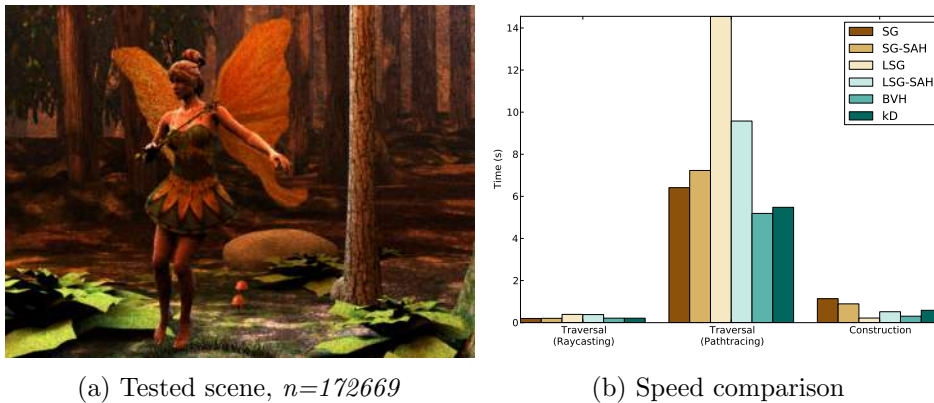 14
12
10
8
6
4
2
0
Time (s)
SG
SG-SAH
LSG
LSG-SAH
BVH
kD
Traversal
(Raycasting)
Traversal
(Pathtracing)
Construction
(a) Tested scene, n=172669
(b) Speed comparison